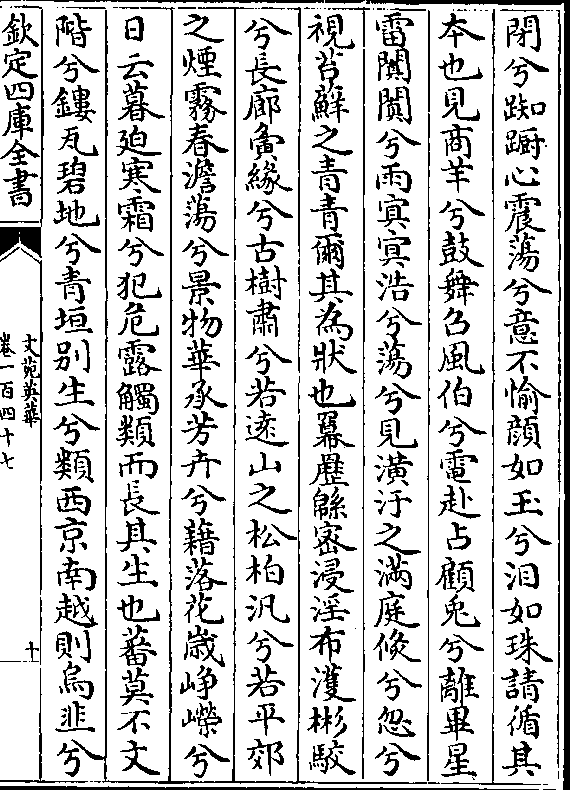 閉兮踟蹰心震蕩兮意不愉顔如玉兮淚如珠請循其
本也見商羊兮鼓舞召風伯兮電赴占顧兎兮離畢星
雷闐闐兮雨冥冥浩兮蕩兮見潢汙之滿庭倐兮忽兮
視苔蘚之青青爾其為狀也羃歷緜密浸淫布濩彬駮
兮長廊夤緣兮古樹肅兮若遠山之松柏汎兮若平郊
之煙霧春澹蕩兮景物華承芳卉兮藉落花嵗峥嶸兮
日云暮廹寒霜兮犯危露觸類而長其生也蕃莫不文
階兮鏤瓦碧地兮青垣别生兮類西京南越則烏韭兮
欽定四庫全書
文苑英華
卷一百四十七
十